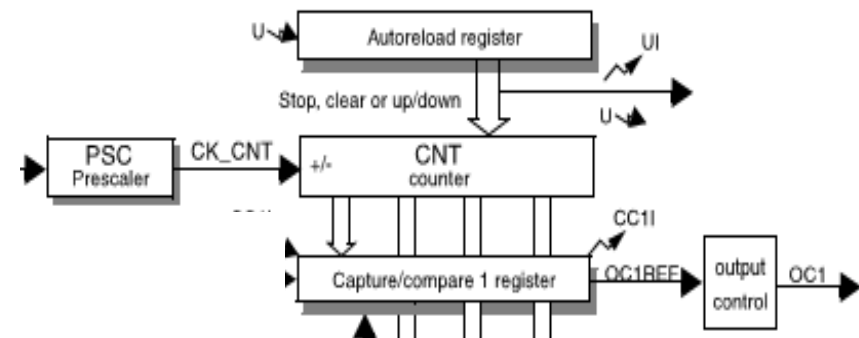 U
Autoreload register
UI
Stop, clear or up/down
U
PSC
Prescaler
CK_CNT
+/-
CNT
counter
CC1I
Capture/compare 1 register
OC1REF
output
control
OC1